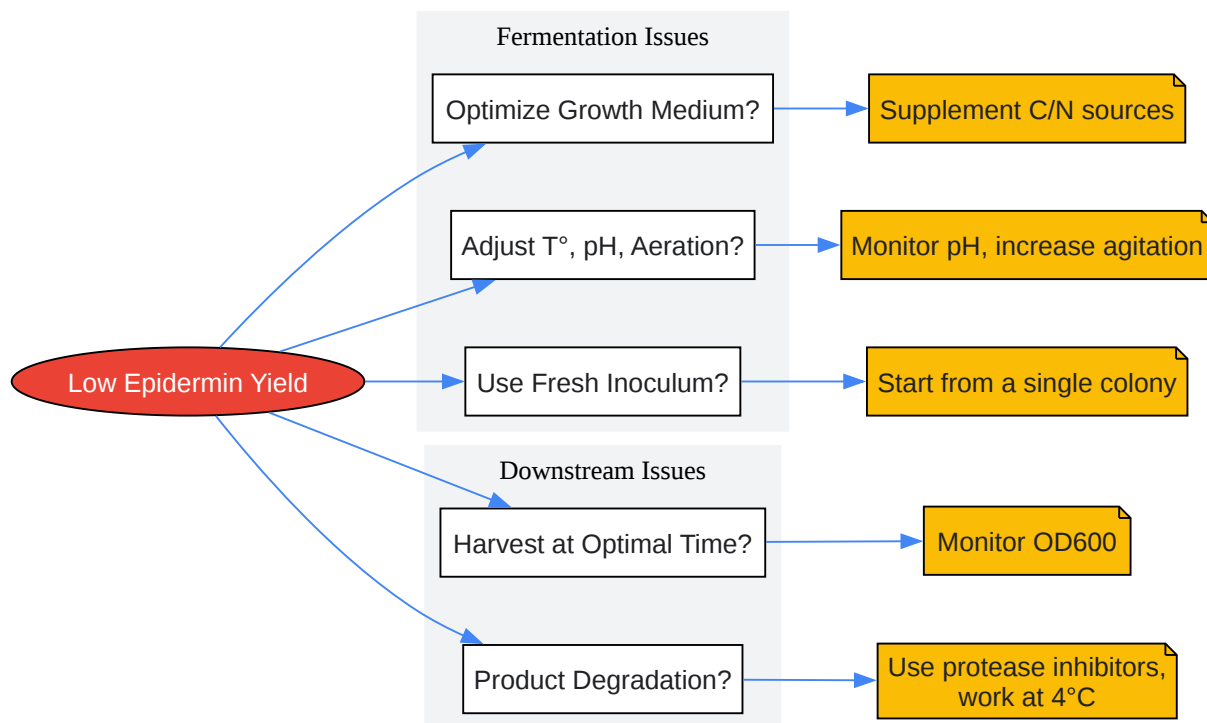 Fermentation Issues
Optimize Growth Medium?
Supplement C/N sources
Adjust T°, pH, Aeration?
Monitor pH, increase agitation
Low Epidermin Yield
Use Fresh Inoculum?
Start from a single colony
Downstream Issues
Harvest at Optimal Time?
Monitor OD600
Product Degradation?
Use protease inhibitors,
work at 4°C